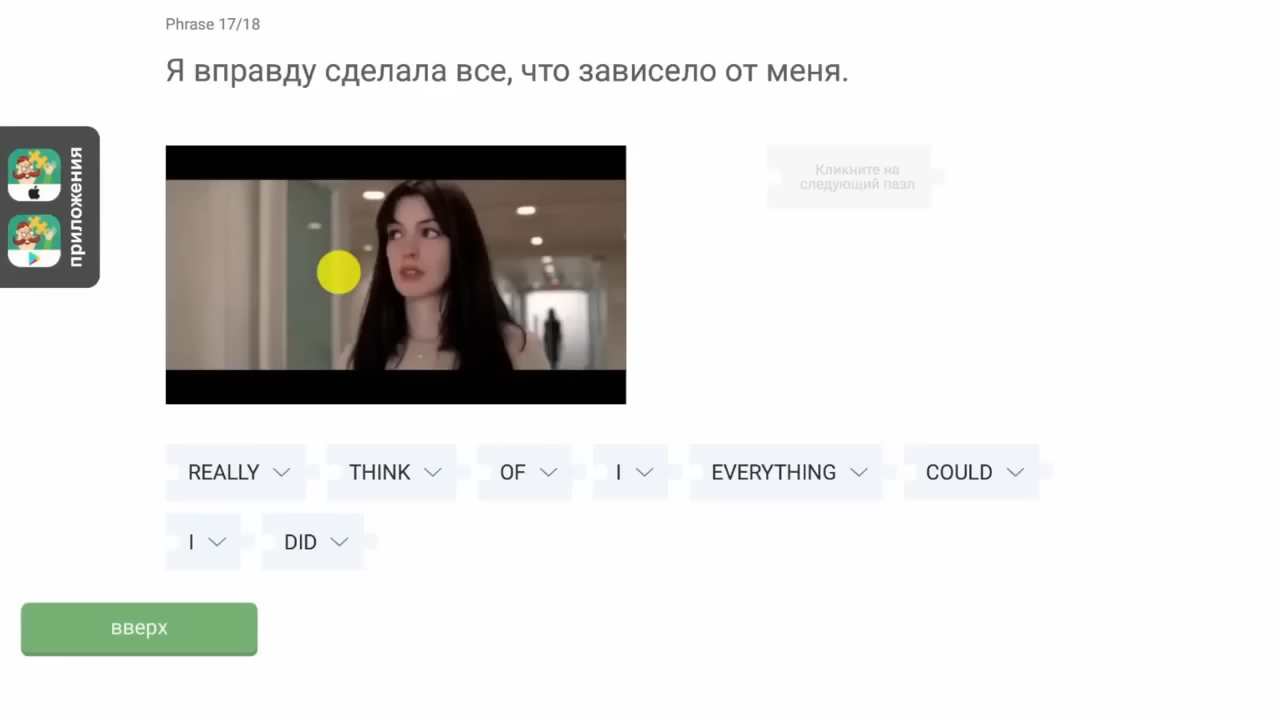 Phrase 17/18
Я вправду сделала все, что зависело от меня.
приложения
Кликните на
следующий пазл
REALLY THINK OF I EVERYTHING COULD
I DID
вверх